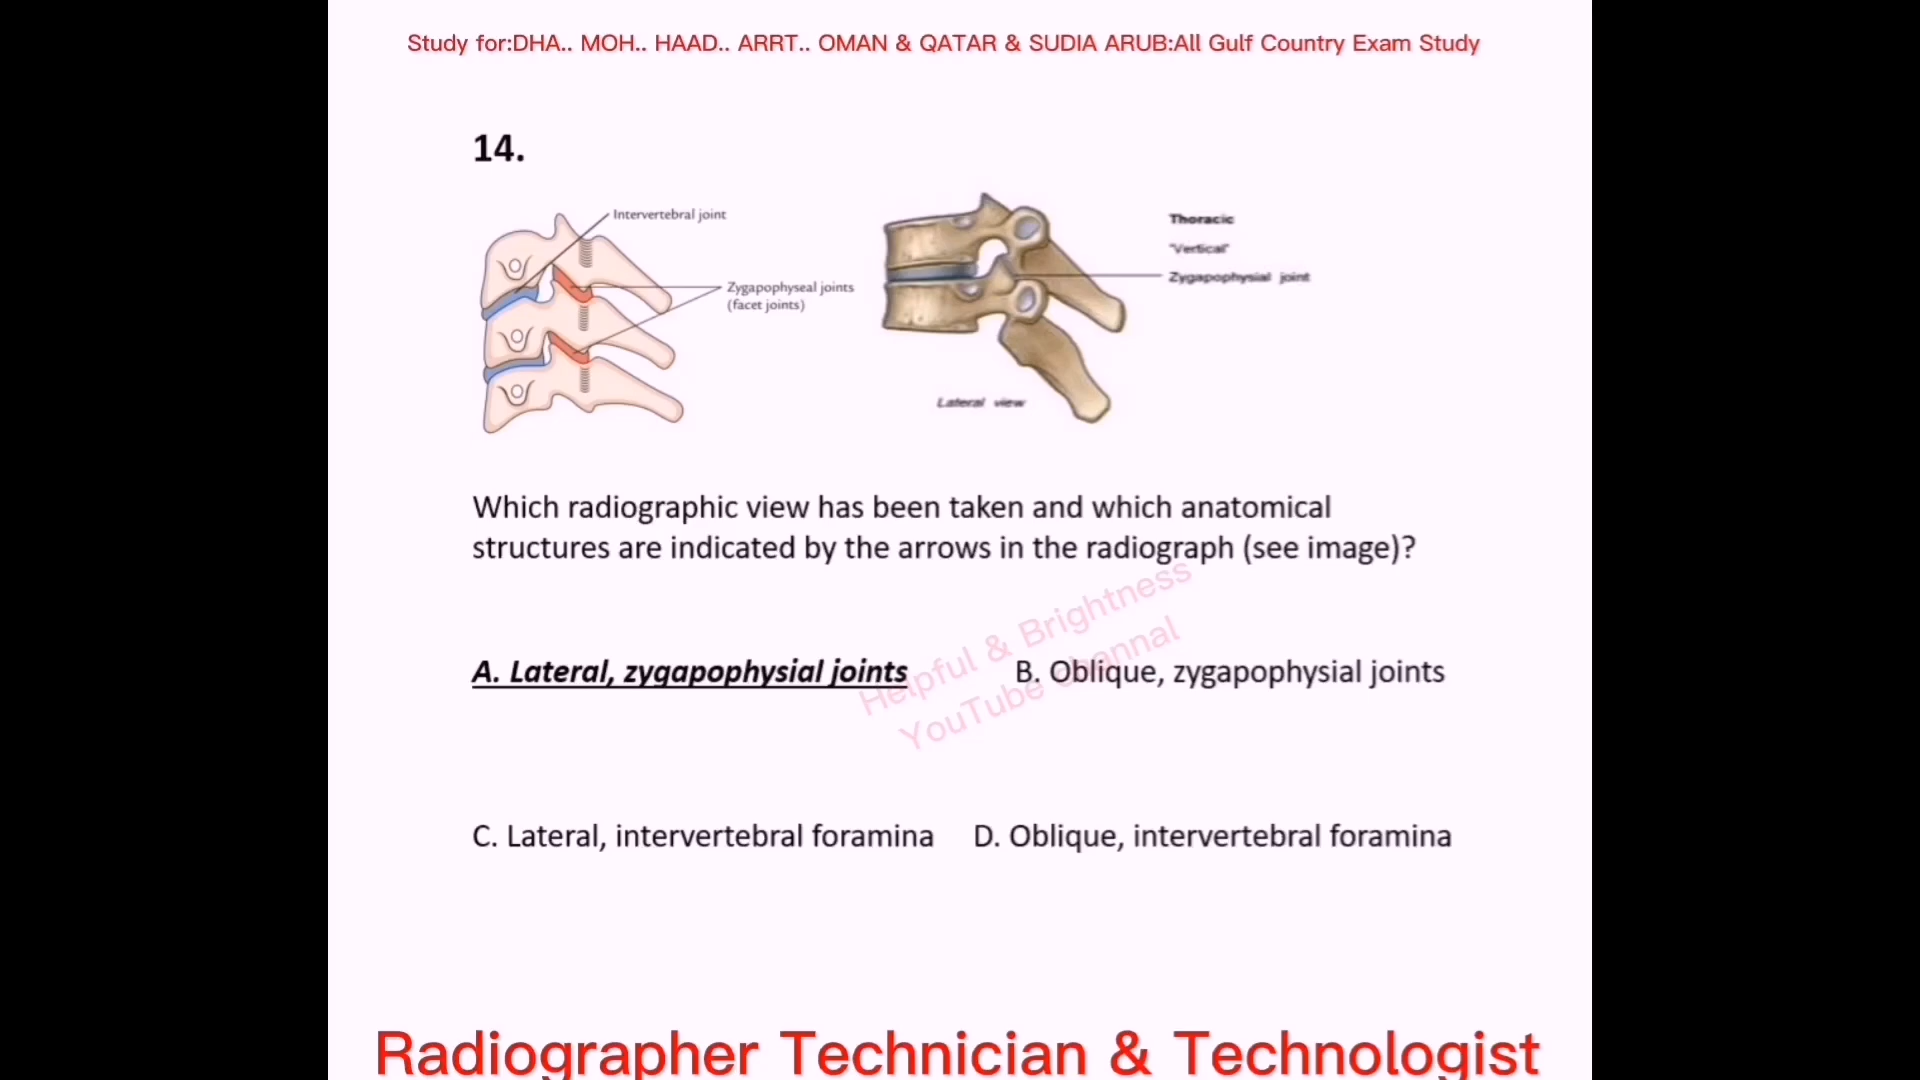 Study for:DHA.. MOH.. HAAD.. ARRT.. OMAN & QATAR & SUDIA ARUB:All Gulf Country Exam Study
14.
Intervertebral joint
Zygapophyseal joints
(facet joints)
Thoracic
"Vertical"
Zygapophysial joint
Lateral view
Which radiographic view has been taken and which anatomical
structures are indicated by the arrows in the radiograph (see image)?
A. Lateral, zygapophysial joints
B. Oblique, zygapophysial joints
Helpful & Brightness
YouTube channal
C. Lateral, intervertebral foramina
D. Oblique, intervertebral foramina
Radiographer Technician & Technologist